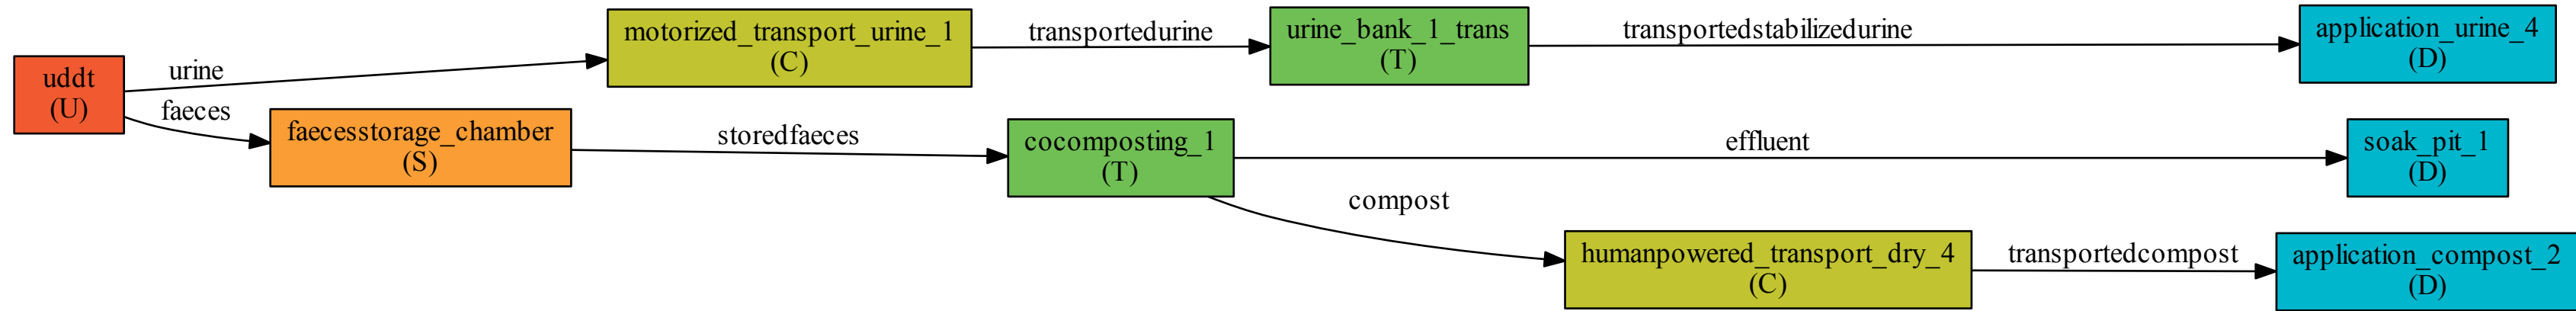 uddt
(U)
urine
faeces
motorized_transport_urine_1
(C)
transportedurine
urine_bank_1_trans
(T)
transportedstabilizedurine
application_urine_4
(D)
faecesstorage_chamber
(S)
storedfaeces
cocomposting_1
(T)
effluent
soak_pit_1
(D)
compost
humanpowered_transport_dry_4
(C)
transportedcompost
application_compost_2
(D)